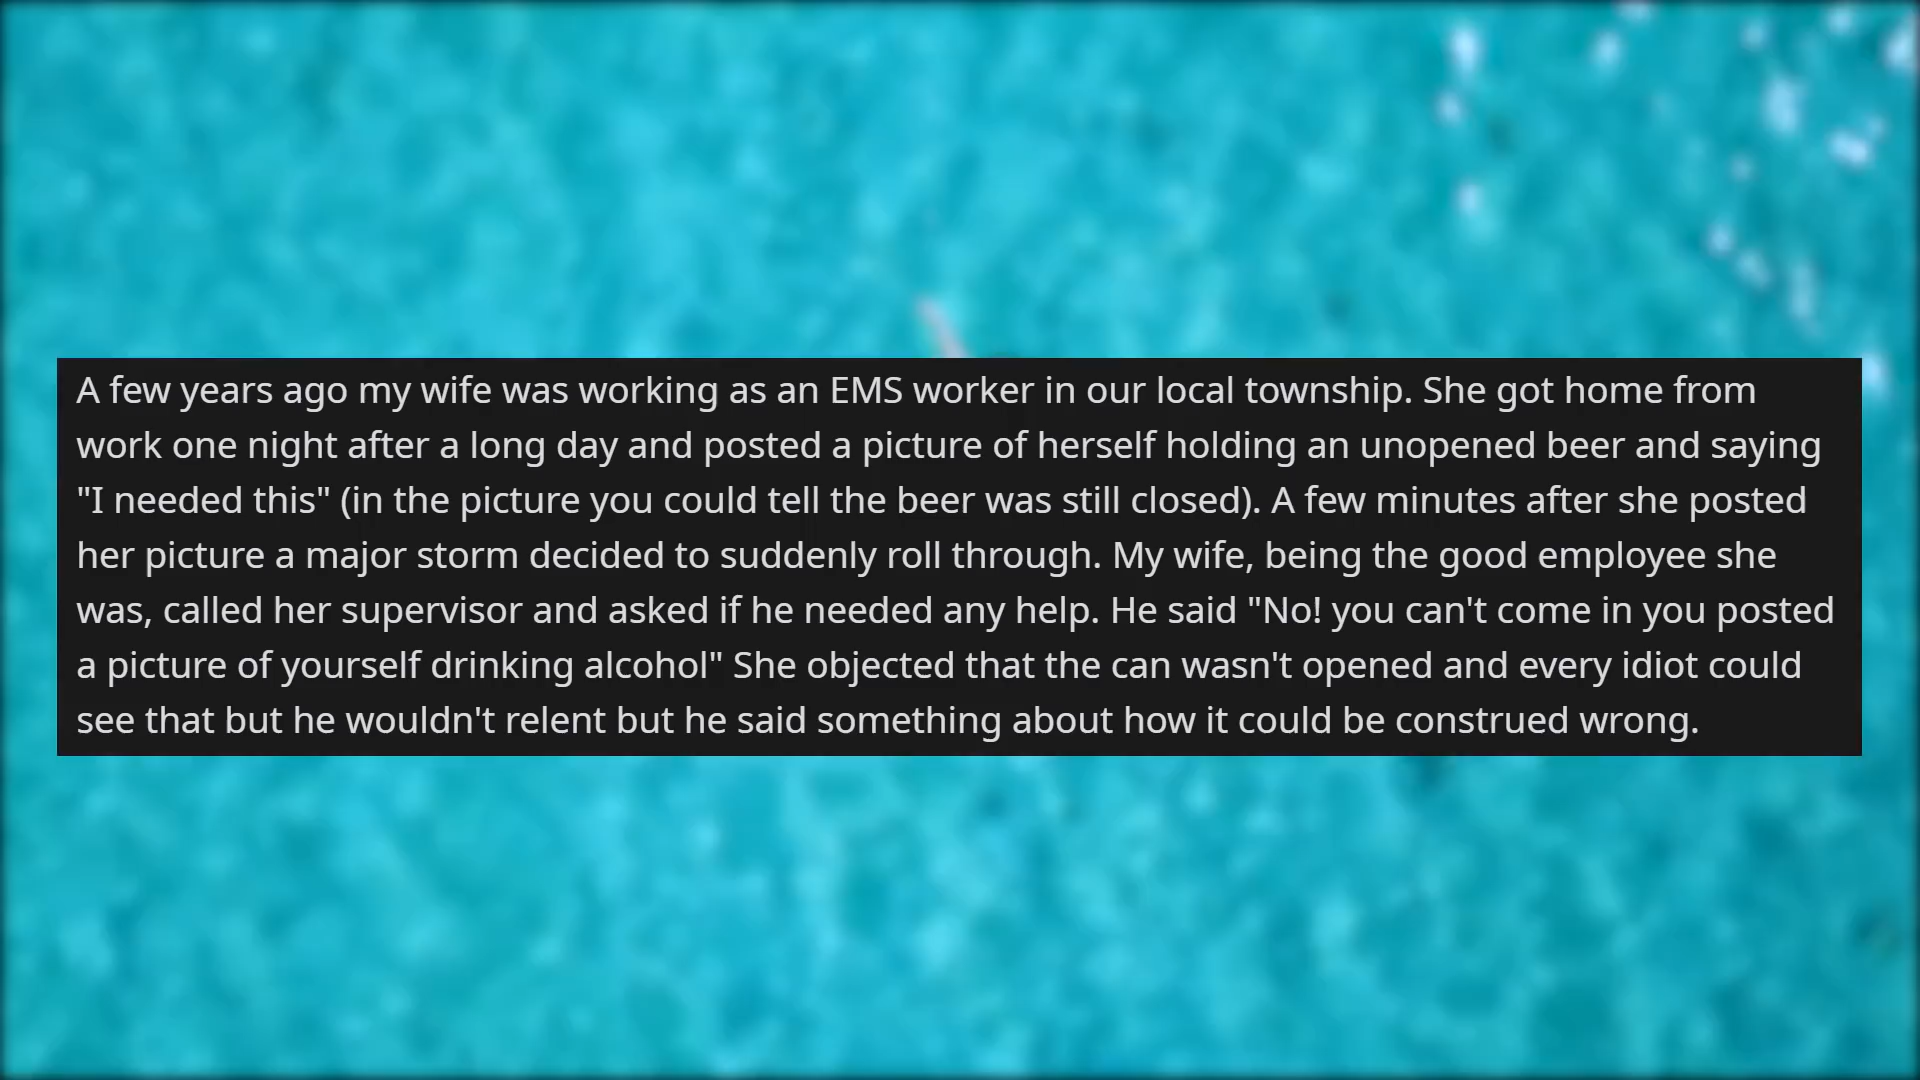 A few years ago my wife was working as an EMS worker in our local township. She got home from
work one night after a long day and posted a picture of herself holding an unopened beer and saying
"I needed this" (in the picture you could tell the beer was still closed). A few minutes after she posted
her picture a major storm decided to suddenly roll through. My wife, being the good employee she
was, called her supervisor and asked if he needed any help. He said "No! you can't come in you posted
a picture of yourself drinking alcohol" She objected that the can wasn't opened and every idiot could
see that but he wouldn't relent but he said something about how it could be construed wrong.